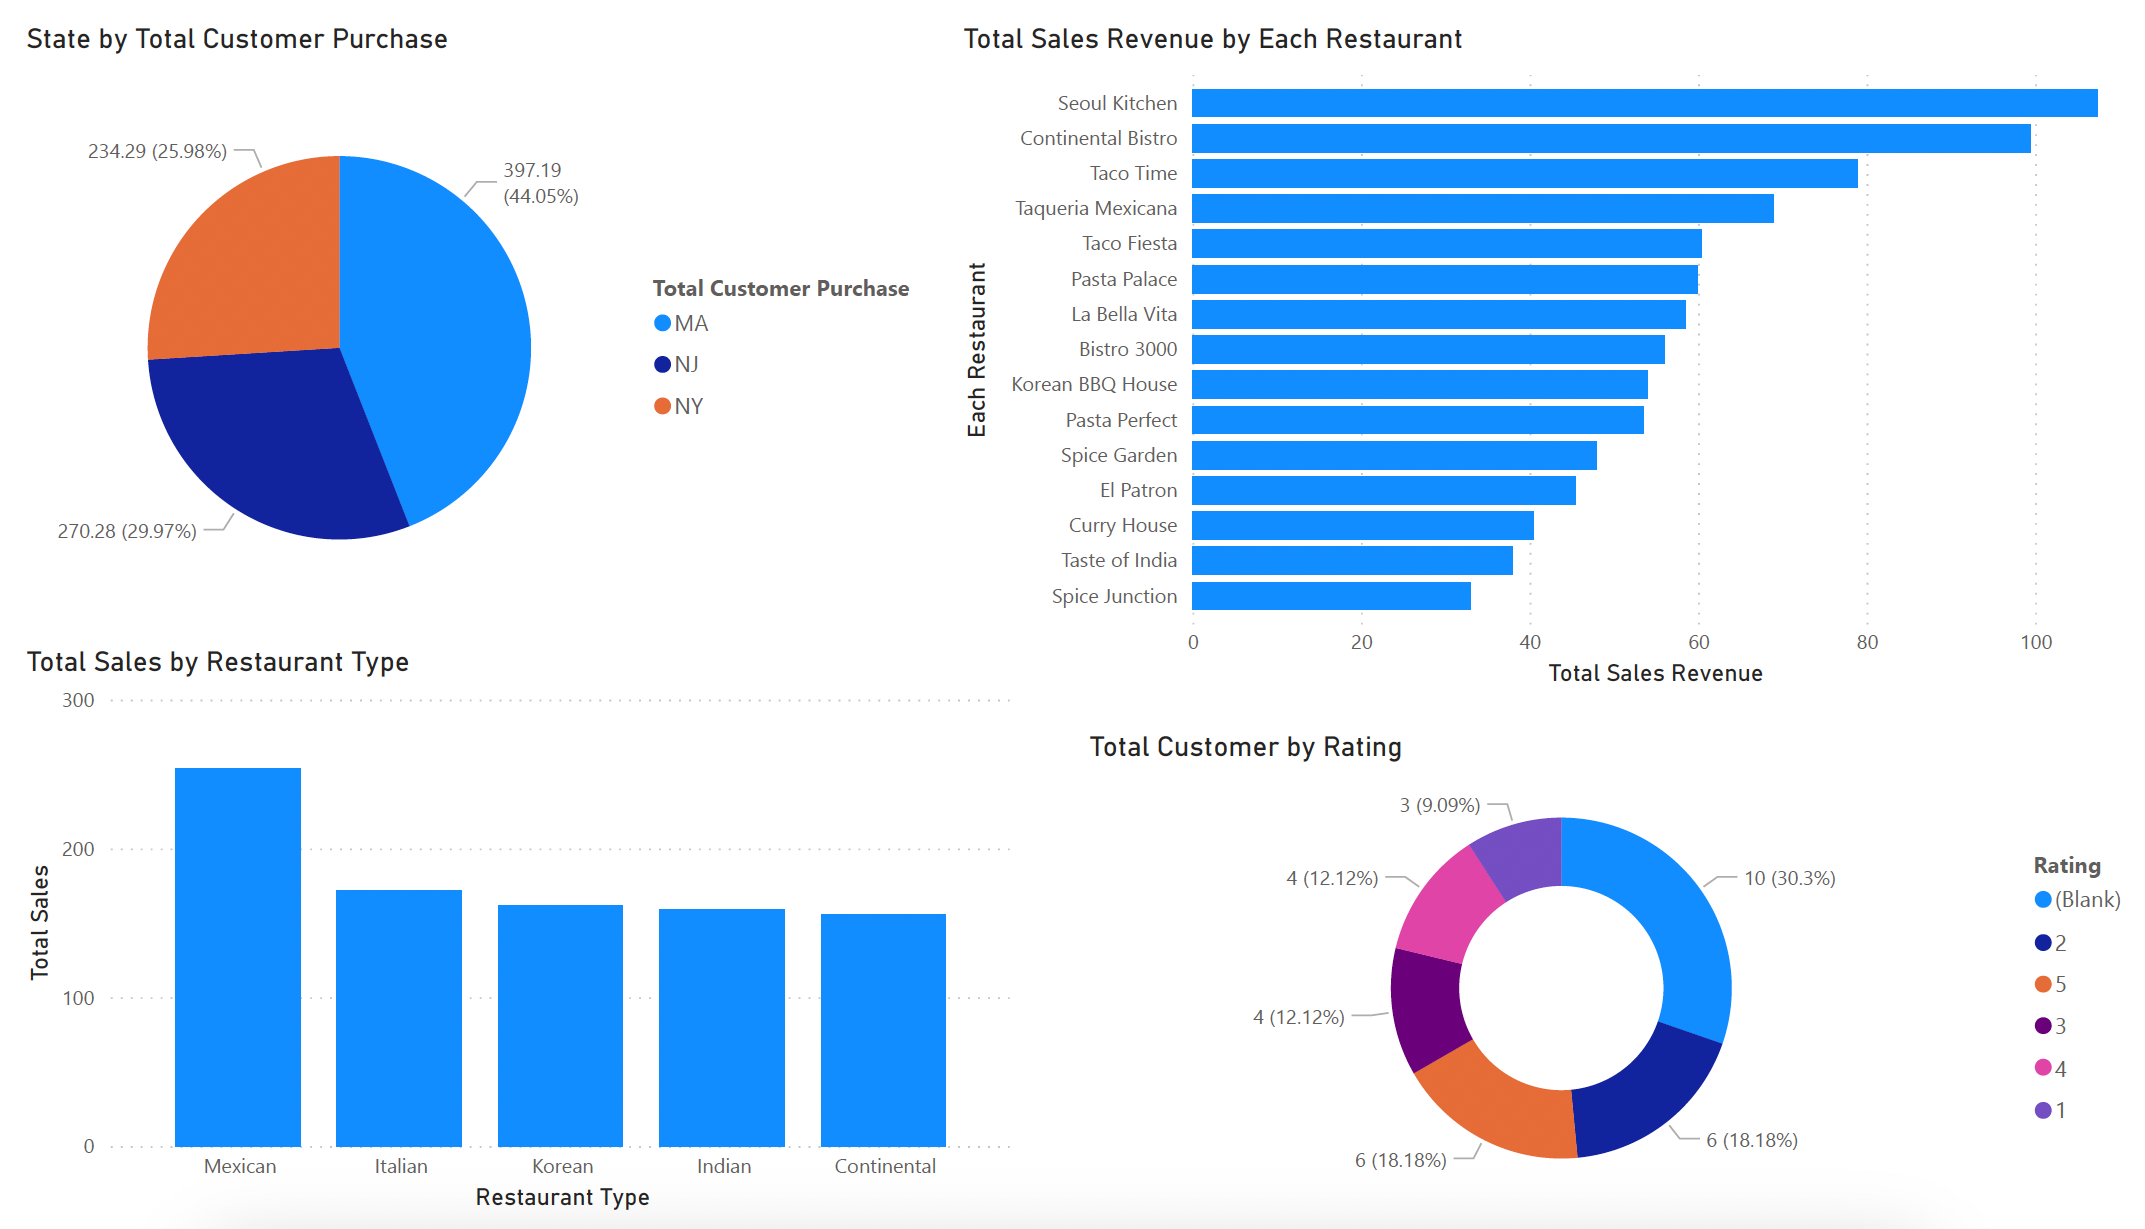 State by Total Customer Purchase
234.29 (25.98%)
397.19
(44.05%)
270.28 (29.97%)
Total Customer Purchase
MA
NJ
NY
Total Sales Revenue by Each Restaurant
Each Restaurant
Seoul Kitchen
Continental Bistro
Taco Time
Taqueria Mexicana
Taco Fiesta
Pasta Palace
La Bella Vita
Bistro 3000
Korean BBQ House
Pasta Perfect
Spice Garden
El Patron
Curry House
Taste of India
Spice Junction
0 20 40 60 80 100
Total Sales Revenue
Total Sales by Restaurant Type
Total Sales
300
200
100
0
Mexican Italian Korean Indian Continental
Restaurant Type
Total Customer by Rating
3 (9.09%)
4 (12.12%)
10 (30.3%)
4 (12.12%)
6 (18.18%)
6 (18.18%)
Rating
(Blank)
2
5
3
4
1